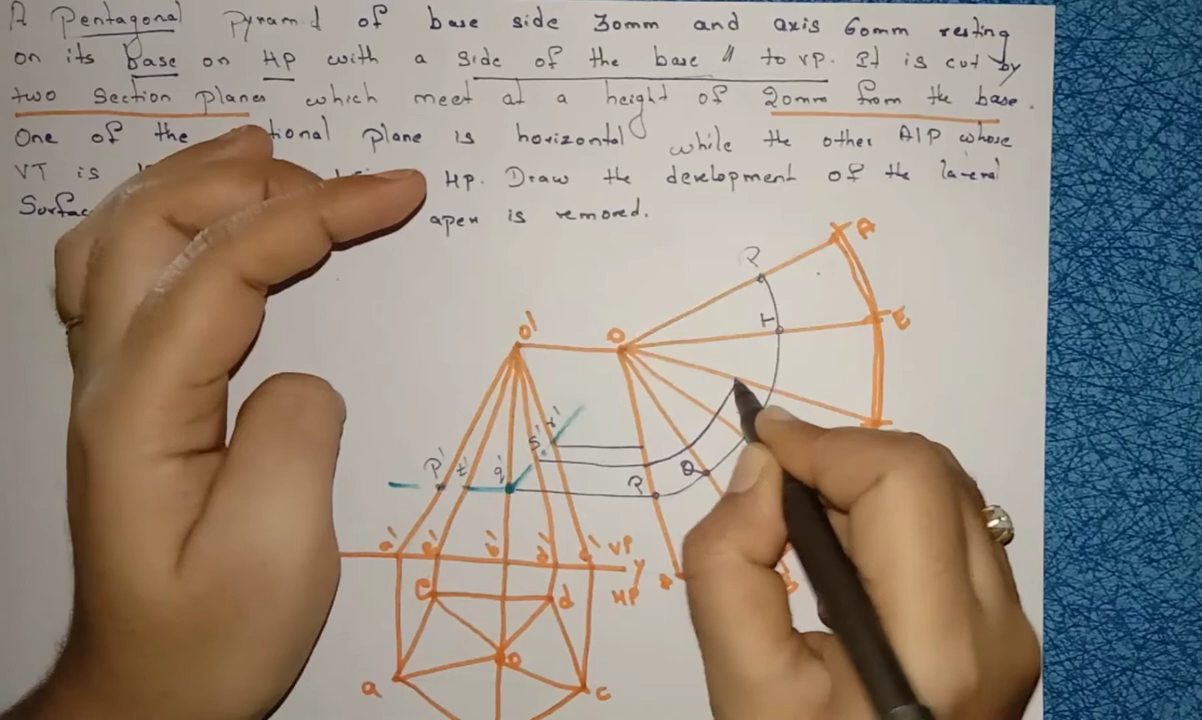 A Pentagonal Pyramid of base side 30mm and axis 60mm resting
on its base on HP with a side of the base 11 to VP. It is cut by
two section planes which meet at a height of 20mm from the base.
One of the tional plane is horizontal while the other AIP whose
VT is HP. Draw the development of the lateral
Surfac apex is removed.
P A
O' O T E
s' r'
p' t' q' P Q
a' e' b' d' c' VP
y
HP A
e d
o
a c